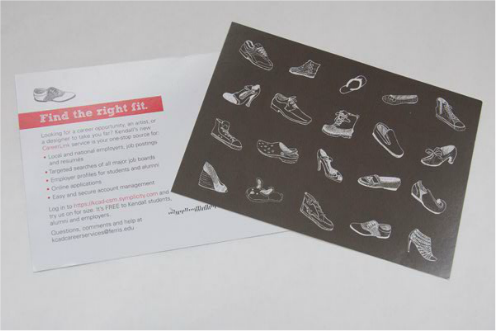 Find the right fit.
Looking for a career opportunity, an artist, or
a designer to take you far? Kendall's new
CareerLink service is your one-stop source for:
• Local and national employers, job postings
and resumes
• Targeted searches of all major job boards
• Employer profiles for students and alumni
• Online applications
• Easy and secure account management
Log in to https://kcad-csm.symplicity.com and
try us on for size. It's FREE to Kendall students,
alumni and employers.
Questions, comments and help at
kcadcareerservices@ferris.edu